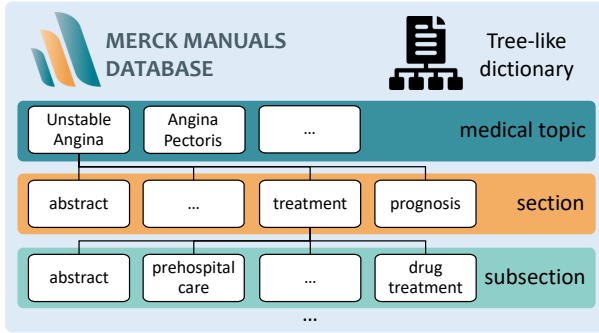 MERCK MANUALS
DATABASE
Tree-like
dictionary
Unstable
Angina
Angina
Pectoris
...
medical topic
abstract
...
treatment
prognosis
section
abstract
prehospital
care
...
drug
treatment
subsection
...